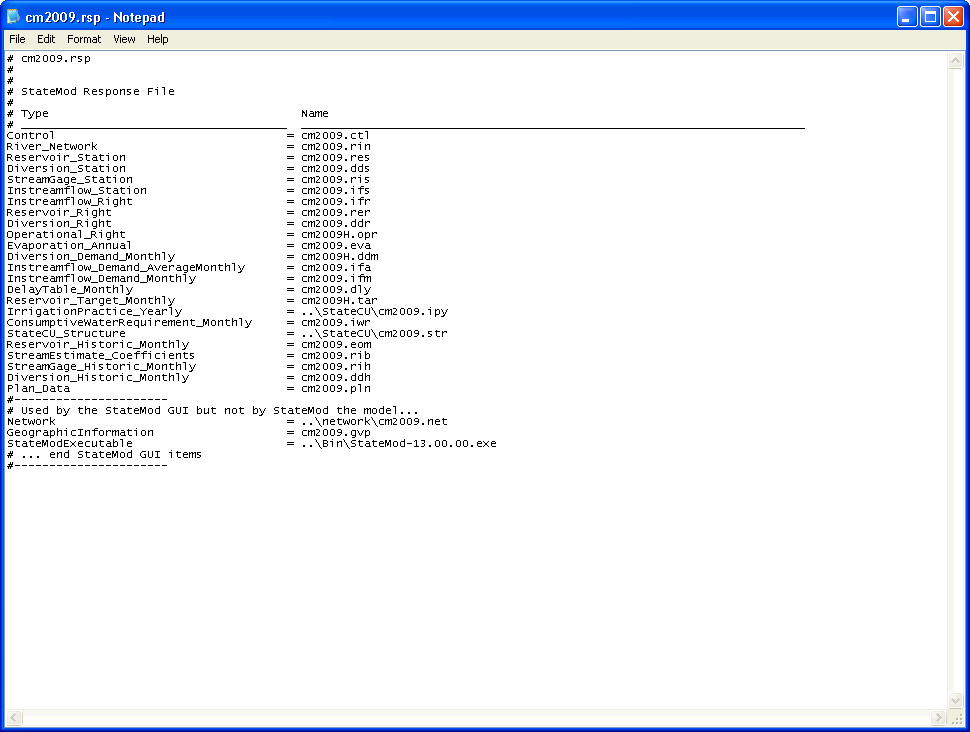 cm2009.rsp - Notepad
File Edit Format View Help
# cm2009.rsp
#
#
# StateMod Response File
#
# Type Name
# ______________________________________ ________________________________________________________________________
Control = cm2009.ctl
River_Network = cm2009.rin
Reservoir_Station = cm2009.res
Diversion_Station = cm2009.dds
StreamGage_Station = cm2009.ris
Instreamflow_Station = cm2009.ifs
Instreamflow_Right = cm2009.ifr
Reservoir_Right = cm2009.rer
Diversion_Right = cm2009.ddr
Operational_Right = cm2009H.opr
Evaporation_Annual = cm2009.eva
Diversion_Demand_Monthly = cm2009H.ddm
Instreamflow_Demand_AverageMonthly = cm2009.ifa
Instreamflow_Demand_Monthly = cm2009.ifm
DelayTable_Monthly = cm2009.dly
Reservoir_Target_Monthly = cm2009H.tar
IrrigationPractice_Yearly = ..\StateCU\cm2009.ipy
ConsumptiveWaterRequirement_Monthly = cm2009.iwr
StateCU_Structure = ..\StateCU\cm2009.str
Reservoir_Historic_Monthly = cm2009.eom
StreamEstimate_Coefficients = cm2009.rib
StreamGage_Historic_Monthly = cm2009.rih
Diversion_Historic_Monthly = cm2009.ddh
Plan_Data = cm2009.pln
#----------------------
# Used by the StateMod GUI but not by StateMod the model...
Network = ..\network\cm2009.net
GeographicInformation = cm2009.gvp
StateModExecutable = ..\Bin\StateMod-13.00.00.exe
# ... end StateMod GUI items
#----------------------